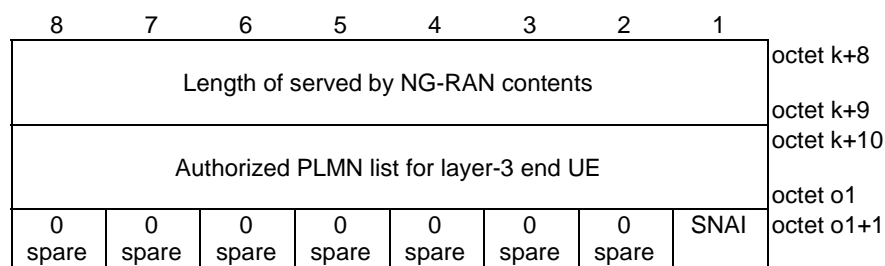 8 7 6 5 4 3 2 1
octet k+8
Length of served by NG-RAN contents
octet k+9
octet k+10
Authorized PLMN list for layer-3 end UE
octet o1
0 0 0 0 0 0 0 SNAI octet o1+1
spare spare spare spare spare spare spare